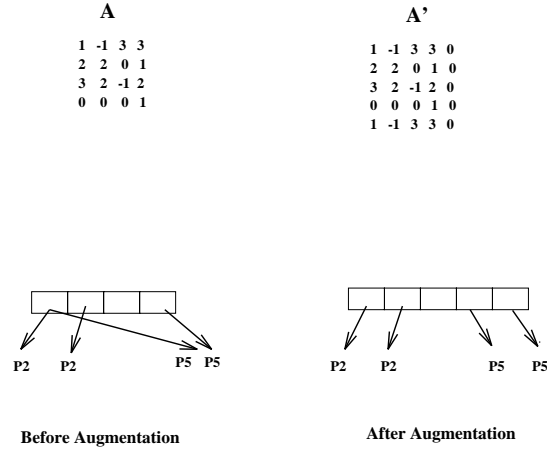 A
1 -1 3 3
2 2 0 1
3 2 -1 2
0 0 0 1
A'
1 -1 3 3 0
2 2 0 1 0
3 2 -1 2 0
0 0 0 1 0
1 -1 3 3 0
P2 P2 P5 P5
P2 P2 P5 P5
Before Augmentation
After Augmentation